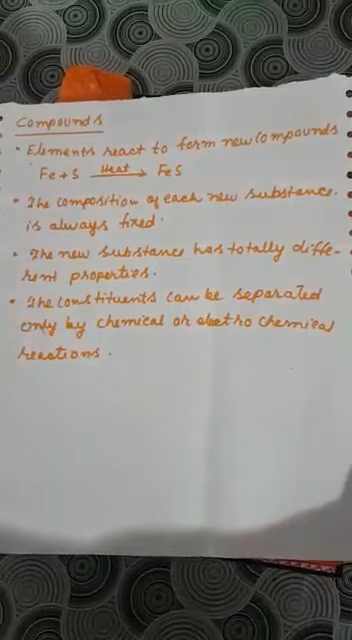 Compounds
• Elements react to form new compounds
Fe + S Heat → FeS
• The composition of each new substance.
is always fixed.
• The new substance has totally diffe-
rent properties.
• The constituents can be separated
only by chemical or electro chemical
reactions.